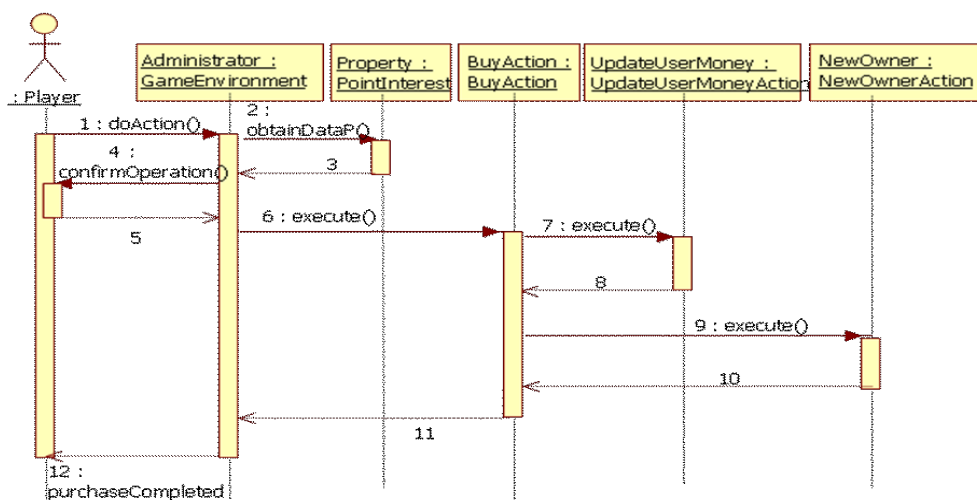 : Player
Administrator :
GameEnvironment
Property :
PointInterest
BuyAction :
BuyAction
UpdateUserMoney :
UpdateUserMoneyAction
NewOwner :
NewOwnerAction
1 : doAction()
2 :
obtainDataP()
3
4 :
confirmOperation()
5
6 : execute()
7 : execute()
8
9 : execute()
10
11
12 :
purchaseCompleted